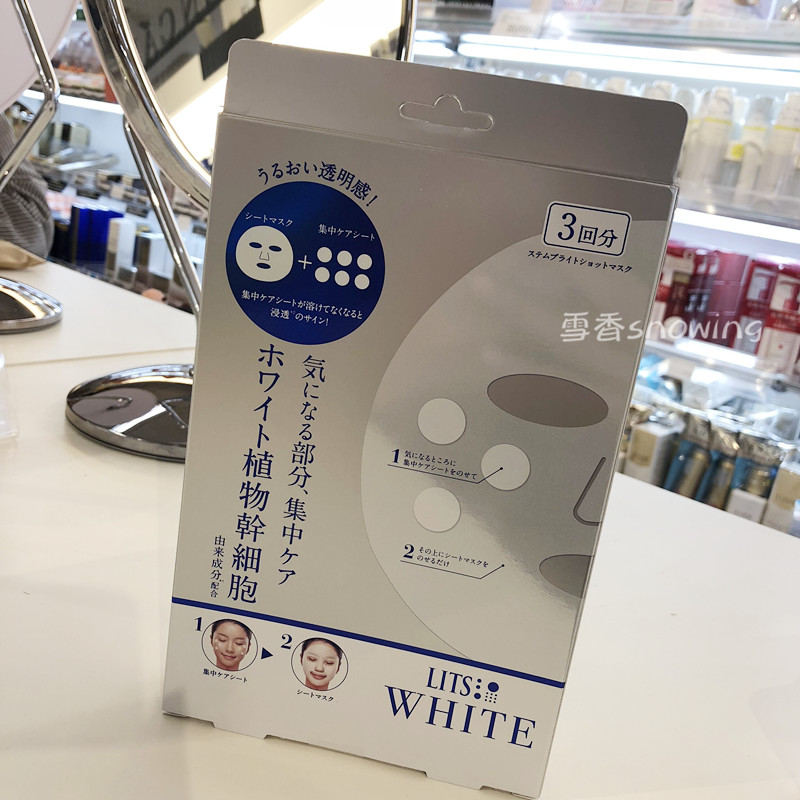 うるおい透明感！
シートマスク
集中ケアシート
+
集中ケアシートが溶けてなくなると
浸透*1のサイン!
3回分
ステムブライトショットマスク
雪香snowing
気になる部分、集中ケア
ホワイト植物幹細胞
由来成分*2配合
1 気になるところに
集中ケアシートをのせて
2 その上にシートマスクを
のせるだけ
1
集中ケアシート
2
シートマスク
LITS
WHITE